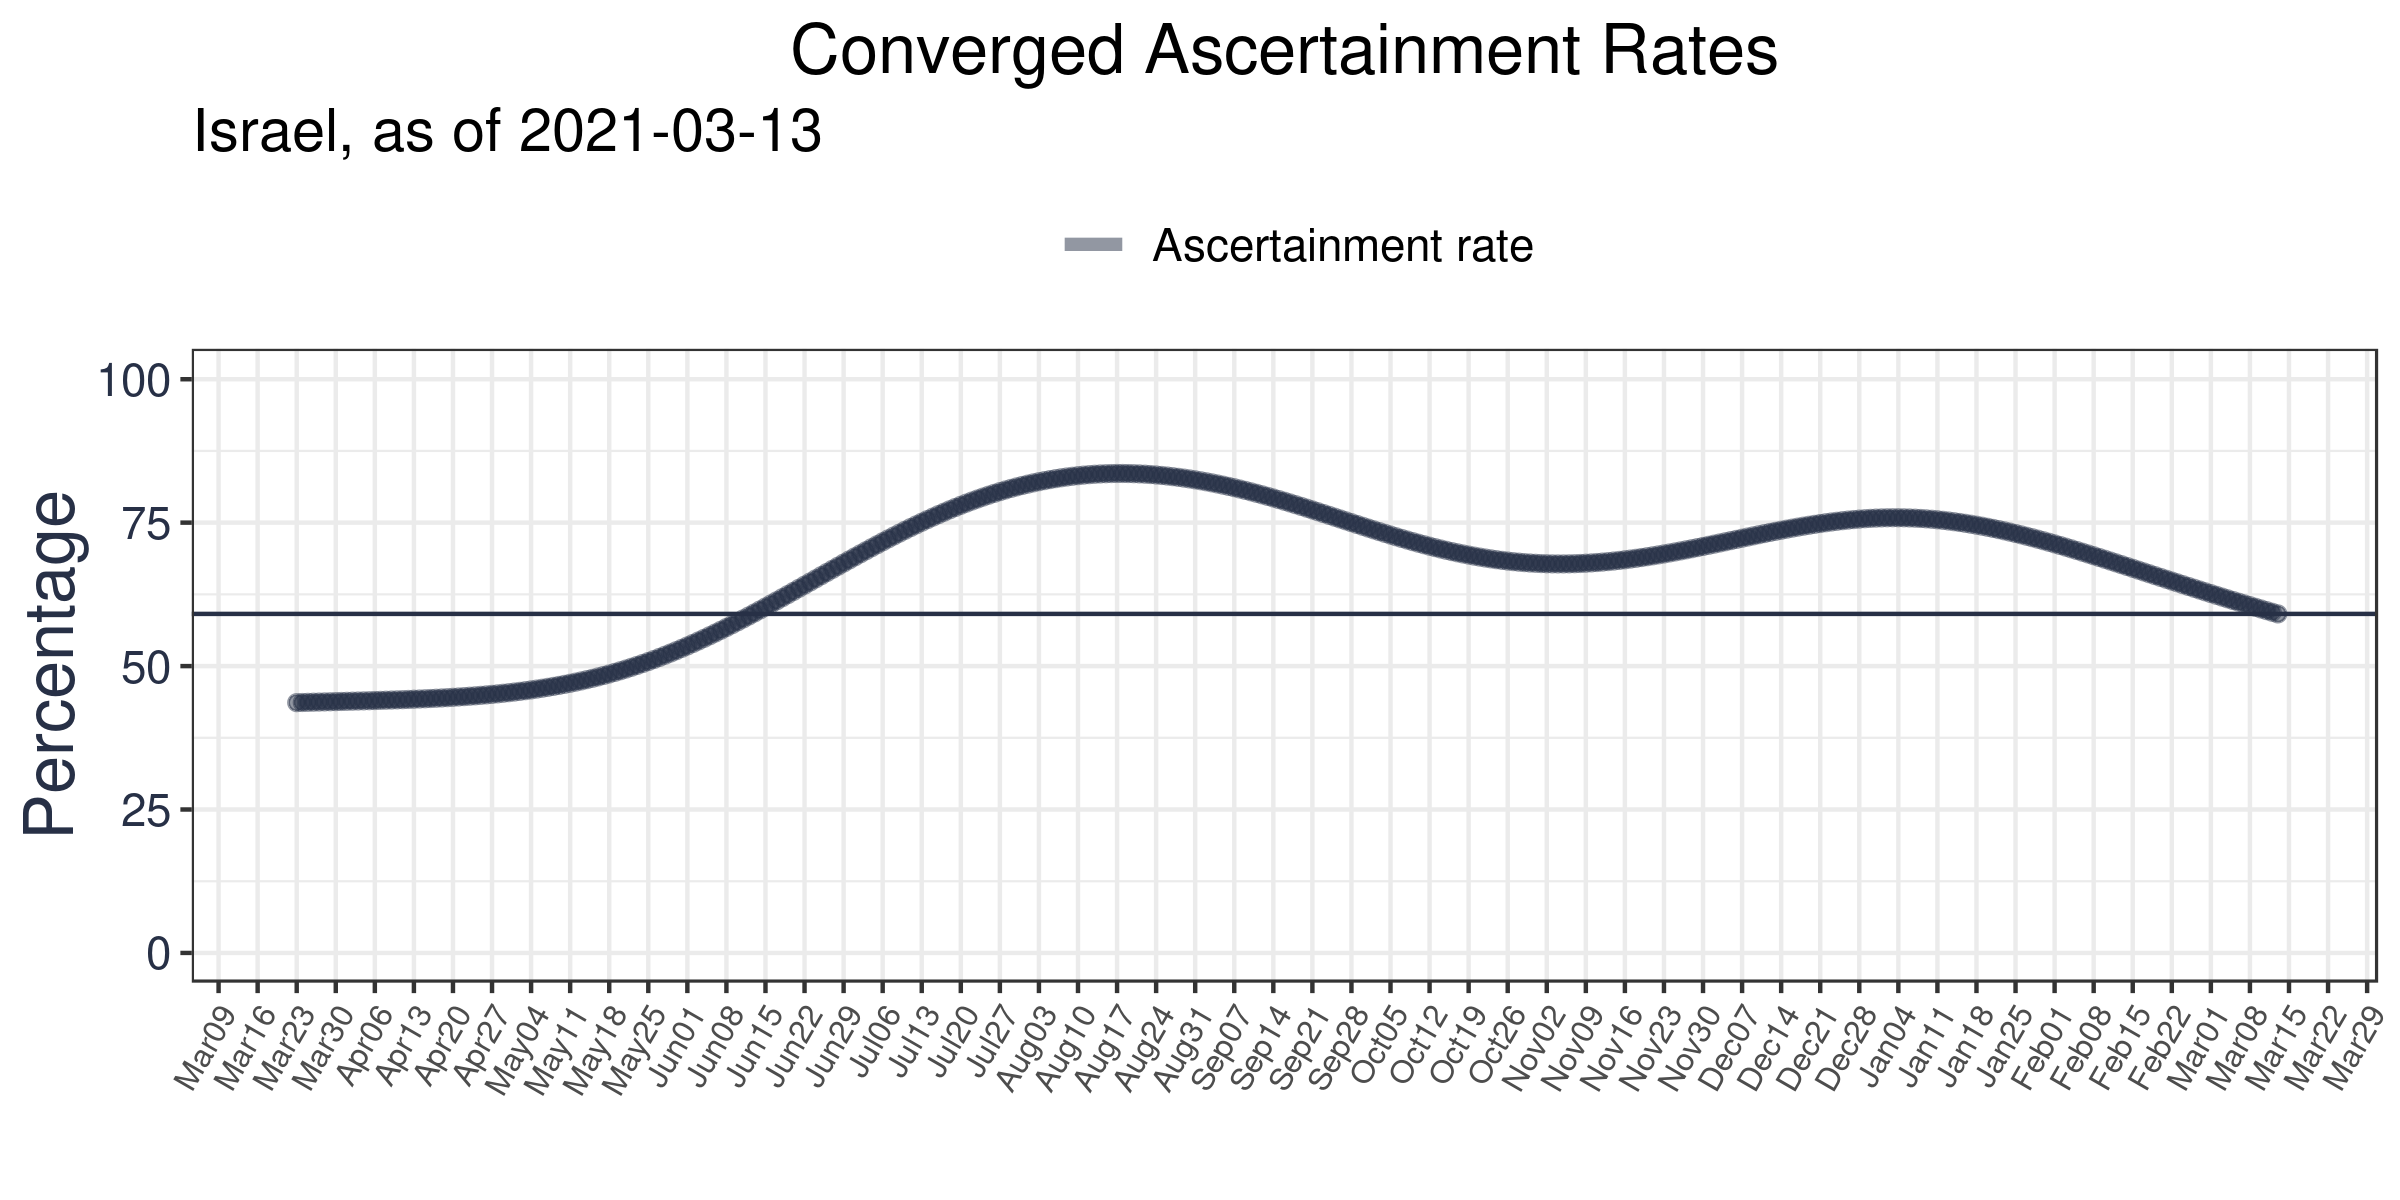 Converged Ascertainment Rates
Israel, as of 2021-03-13
Ascertainment rate
Percentage
100
75
50
25
0
Mar09 Mar16 Mar23 Mar30 Apr06 Apr13 Apr20 Apr27 May04 May11 May18 May25 Jun01 Jun08 Jun15 Jun22 Jun29 Jul06 Jul13 Jul20 Jul27 Aug03 Aug10 Aug17 Aug24 Aug31 Sep07 Sep14 Sep21 Sep28 Oct05 Oct12 Oct19 Oct26 Nov02 Nov09 Nov16 Nov23 Nov30 Dec07 Dec14 Dec21 Dec28 Jan04 Jan11 Jan18 Jan25 Feb01 Feb08 Feb15 Feb22 Mar01 Mar08 Mar15 Mar22 Mar29